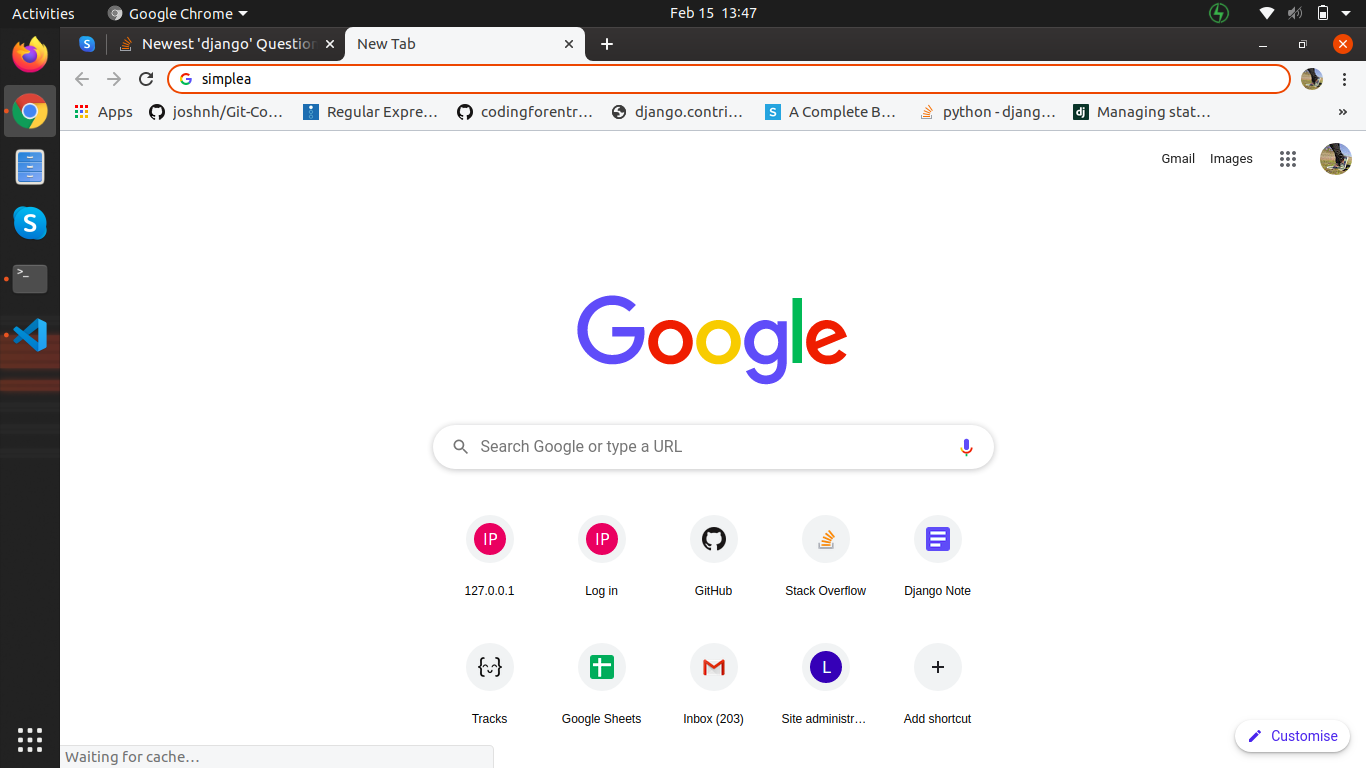 Activities Google Chrome Feb 15 13:47
Newest 'django' Question New Tab
simplea
Apps joshnh/Git-Co… Regular Expre… codingforentr… django.contri… A Complete B… python - djang… Managing stat… »
Gmail Images
Google
Search Google or type a URL
IP IP
127.0.0.1 Log in GitHub Stack Overflow Django Note
L
Tracks Google Sheets Inbox (203) Site administr… Add shortcut
Customise
Waiting for cache…